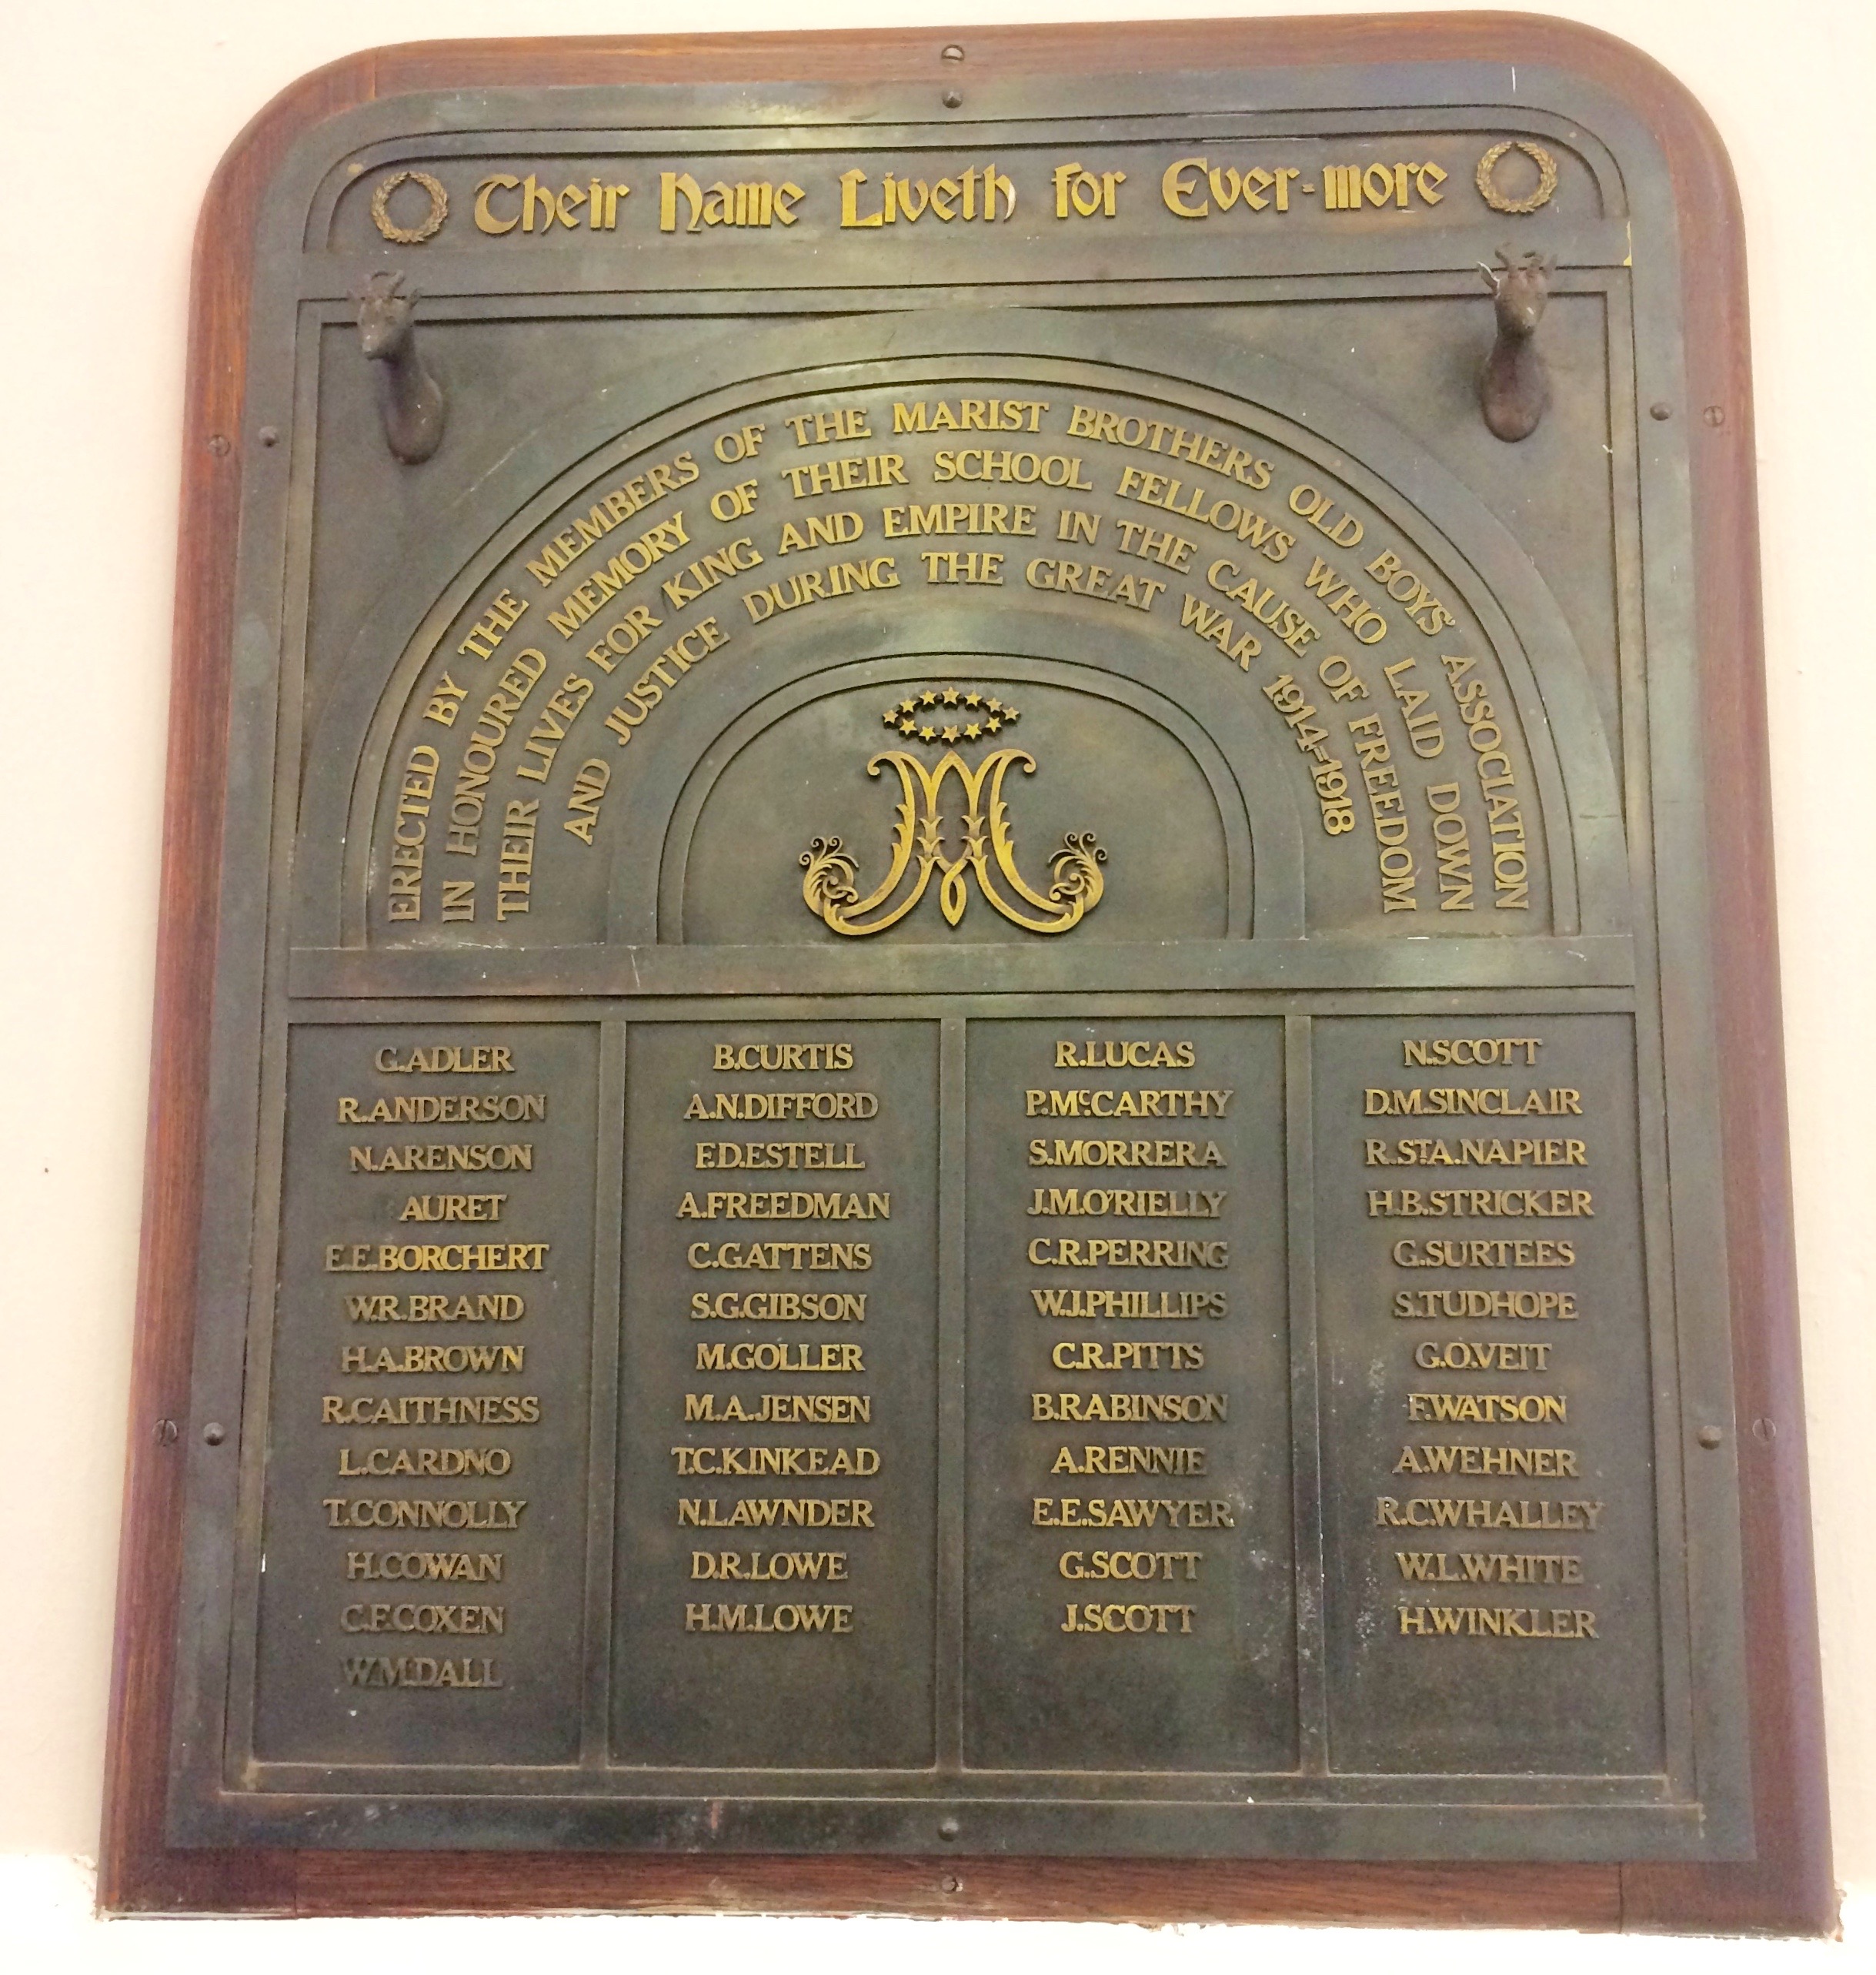 Their Name Liveth for Ever-more
ERECTED BY THE MEMBERS OF THE MARIST BROTHERS OLD BOYS' ASSOCIATION
IN HONOURED MEMORY OF THEIR SCHOOL FELLOWS WHO LAID DOWN
THEIR LIVES FOR KING AND EMPIRE IN THE CAUSE OF FREEDOM
AND JUSTICE DURING THE GREAT WAR 1914=1918
G.ADLER
R.ANDERSON
N.ARENSON
AURET
E.E.BORCHERT
W.R.BRAND
H.A.BROWN
R.CAITHNESS
L.CARDNO
T.CONNOLLY
H.COWAN
C.F.COXEN
W.M.DALL
B.CURTIS
A.N.DIFFORD
F.D.ESTELL
A.FREEDMAN
C.GATTENS
S.G.GIBSON
M.GOLLER
M.A.JENSEN
T.C.KINKEAD
N.LAWNDER
D.R.LOWE
H.M.LOWE
R.LUCAS
P.McCARTHY
S.MORRERA
J.M.O'RIELLY
C.R.PERRING
W.J.PHILLIPS
C.R.PITTS
B.RABINSON
A.RENNIE
E.E.SAWYER
G.SCOTT
J.SCOTT
N.SCOTT
D.M.SINCLAIR
R.ST.A.NAPIER
H.B.STRICKER
G.SURTEES
S.TUDHOPE
G.O.VEIT
F.WATSON
A.WEHNER
R.C.WHALLEY
W.L.WHITE
H.WINKLER